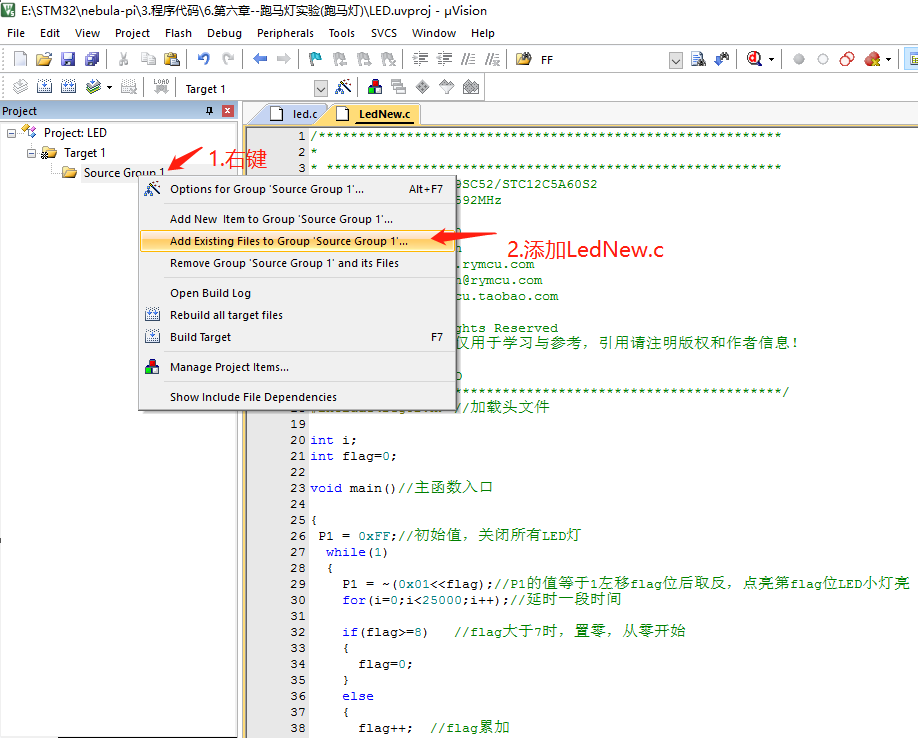 E:\STM32\nebula-pi\3.程序代码\6.第六章--跑马灯实验(跑马灯)\LED.uvproj - µVision
File Edit View Project Flash Debug Peripherals Tools SVCS Window Help
FF
LOAD Target 1
Project led.c LedNew.c
Project: LED
Target 1
Source Group 1
1.右键
Options for Group 'Source Group 1'... Alt+F7
Add New Item to Group 'Source Group 1'...
Add Existing Files to Group 'Source Group 1'...
Remove Group 'Source Group 1' and its Files
Open Build Log
Rebuild all target files
Build Target F7
Manage Project Items...
Show Include File Dependencies
2.添加LedNew.c
1 /***********************************************************
2 *
3 * **********************************************************
9SC52/STC12C5A60S2
592MHz
.rymcu.com
n@rymcu.com
cu.taobao.com
ghts Reserved
仅用于学习与参考，引用请注明版权和作者信息！
******************************************/
//加载头文件
19
20 int i;
21 int flag=0;
22
23 void main()//主函数入口
24
25 {
26 P1 = 0xFF;//初始值，关闭所有LED灯
27 while(1)
28 {
29 P1 = ~(0x01<<flag);//P1的值等于1左移flag位后取反，点亮第flag位LED小灯亮
30 for(i=0;i<25000;i++);//延时一段时间
31
32 if(flag>=8) //flag大于7时，置零，从零开始
33 {
34 flag=0;
35 }
36 else
37 {
38 flag++; //flag累加